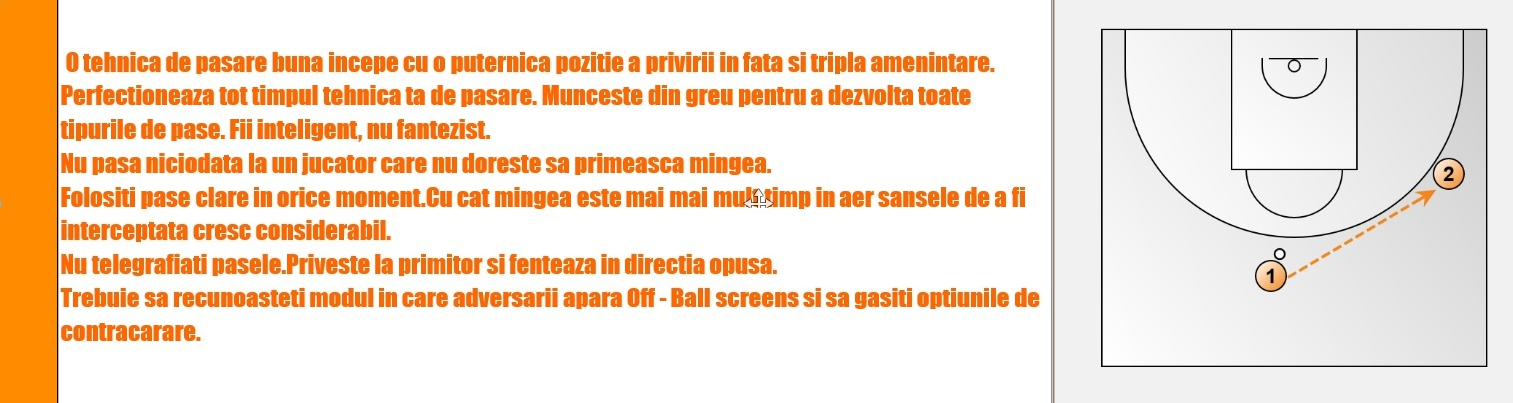 O tehnica de pasare buna incepe cu o puternica pozitie a privirii in fata si tripla amenintare.
Perfectioneaza tot timpul tehnica ta de pasare. Munceste din greu pentru a dezvolta toate
tipurile de pase. Fii inteligent, nu fantezist.
Nu pasa niciodata la un jucator care nu doreste sa primeasca mingea.
Folositi pase clare in orice moment.Cu cat mingea este mai mai mult timp in aer sansele de a fi
interceptata cresc considerabil.
Nu telegrafiati pasele.Priveste la primitor si fenteaza in directia opusa.
Trebuie sa recunoasteti modul in care adversarii apara Off - Ball screens si sa gasiti optiunile de
contracarare.
2
1